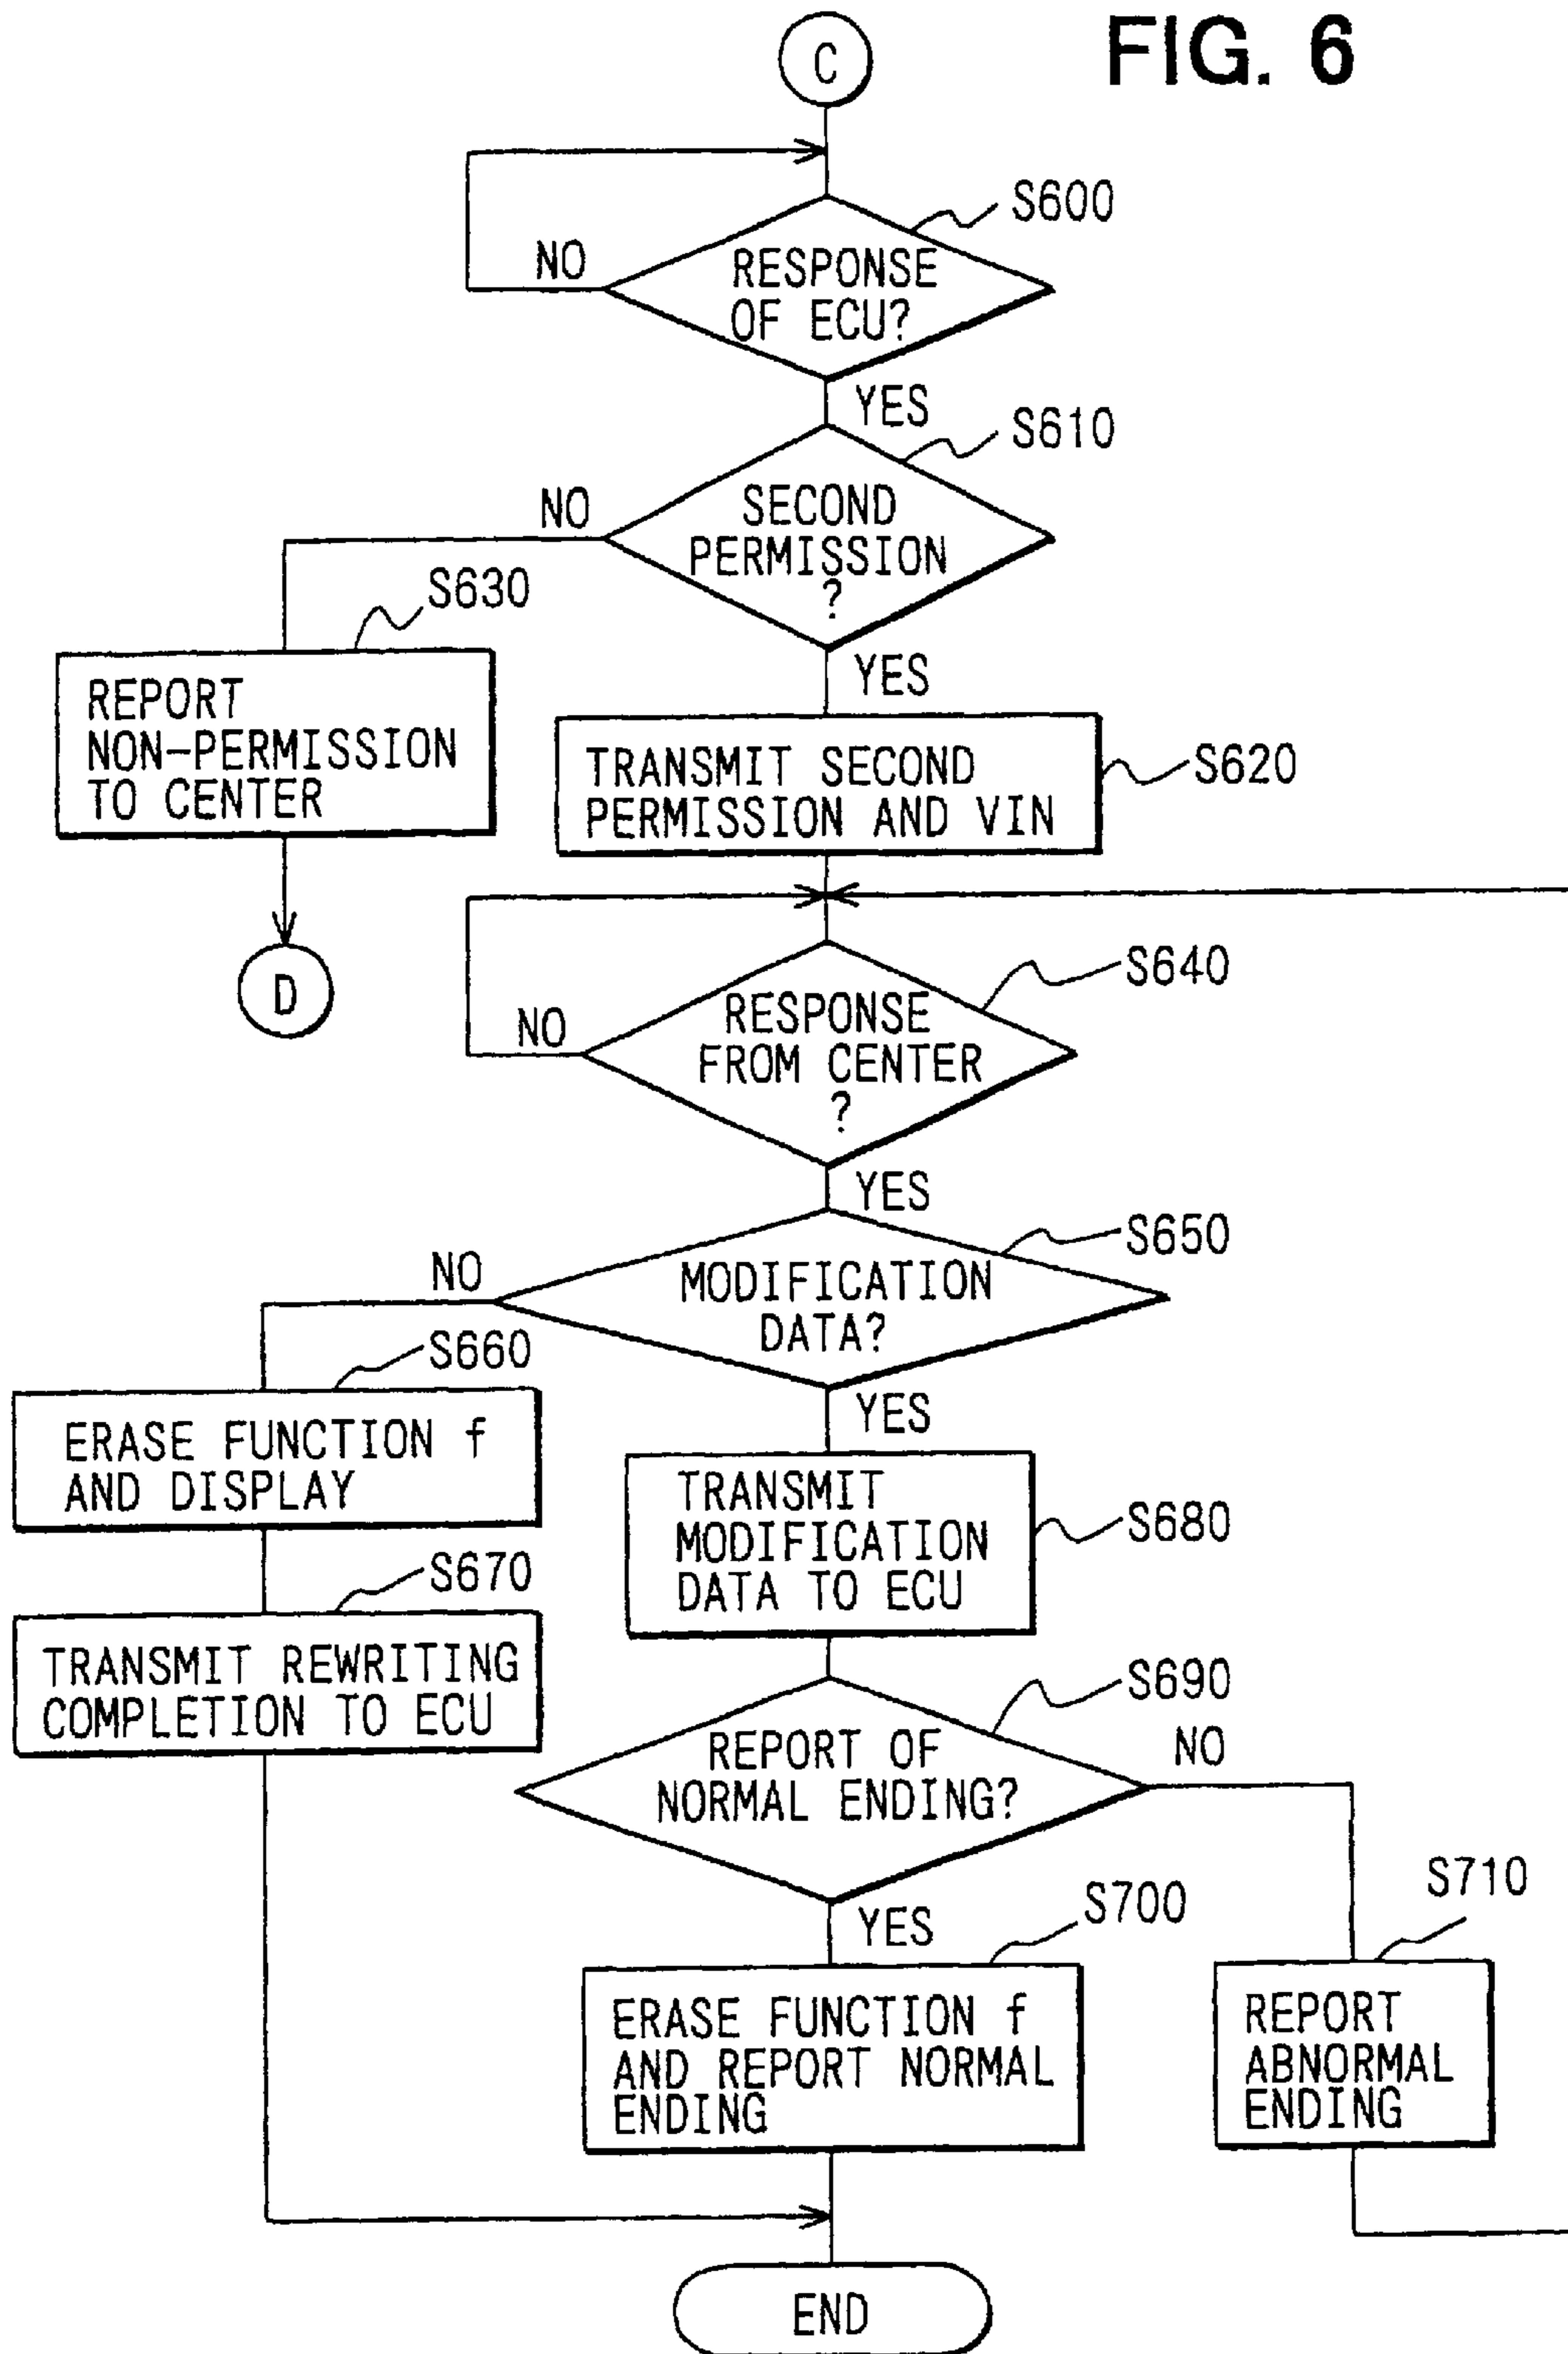 FIG. 6
C
S600
NO
RESPONSE
OF ECU?
YES
S610
NO
SECOND
PERMISSION
?
S630
YES
REPORT
NON-PERMISSION
TO CENTER
TRANSMIT SECOND
PERMISSION AND VIN
S620
D
S640
NO
RESPONSE
FROM CENTER
?
YES
S650
NO
MODIFICATION
DATA?
S660
YES
ERASE FUNCTION f
AND DISPLAY
TRANSMIT
MODIFICATION
DATA TO ECU
S680
S670
TRANSMIT REWRITING
COMPLETION TO ECU
S690
REPORT OF
NORMAL ENDING?
NO
S710
YES
S700
ERASE FUNCTION f
AND REPORT NORMAL
ENDING
REPORT
ABNORMAL
ENDING
END